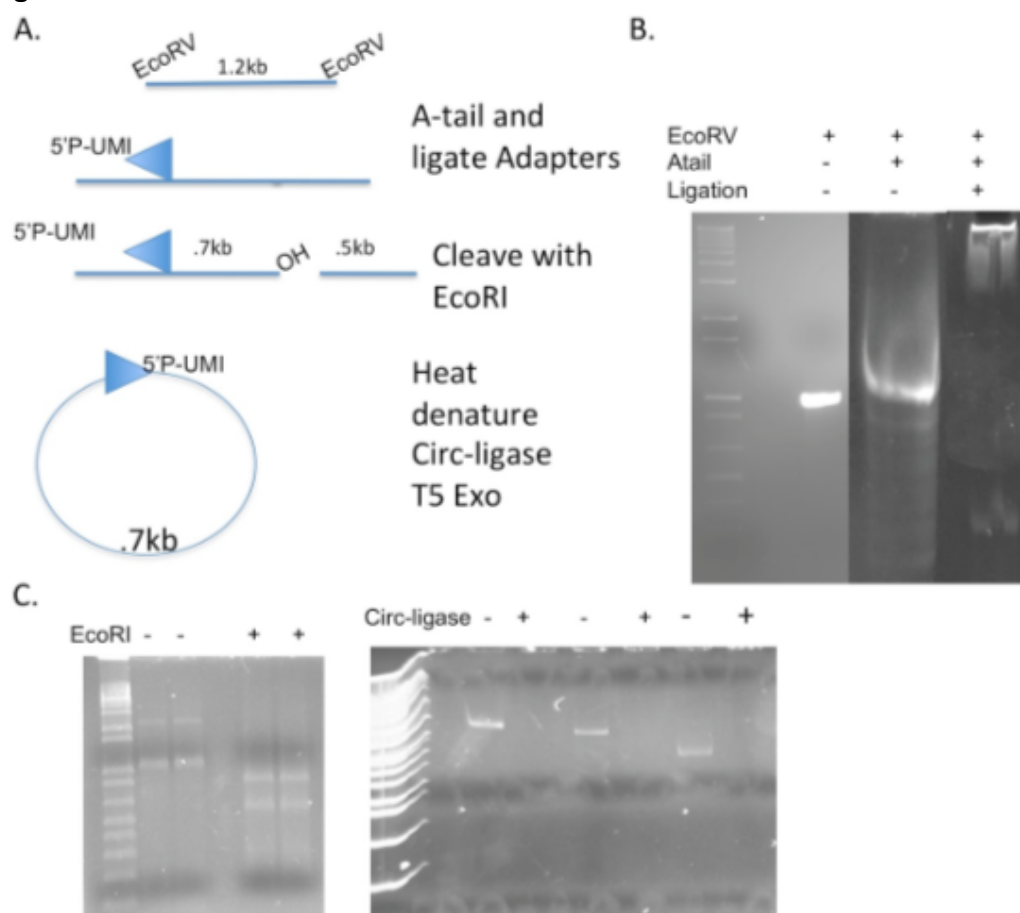 A.
EcoRV
EcoRV
1.2kb
A-tail and
ligate Adapters
5'P-UMI
5'P-UMI
.7kb
OH
.5kb
Cleave with
EcoRI
5'P-UMI
Heat
denature
Circ-ligase
T5 Exo
.7kb
B.
EcoRV + + +
Atail - + +
Ligation - - +
C.
EcoRI - - + +
Circ-ligase - + - + - +